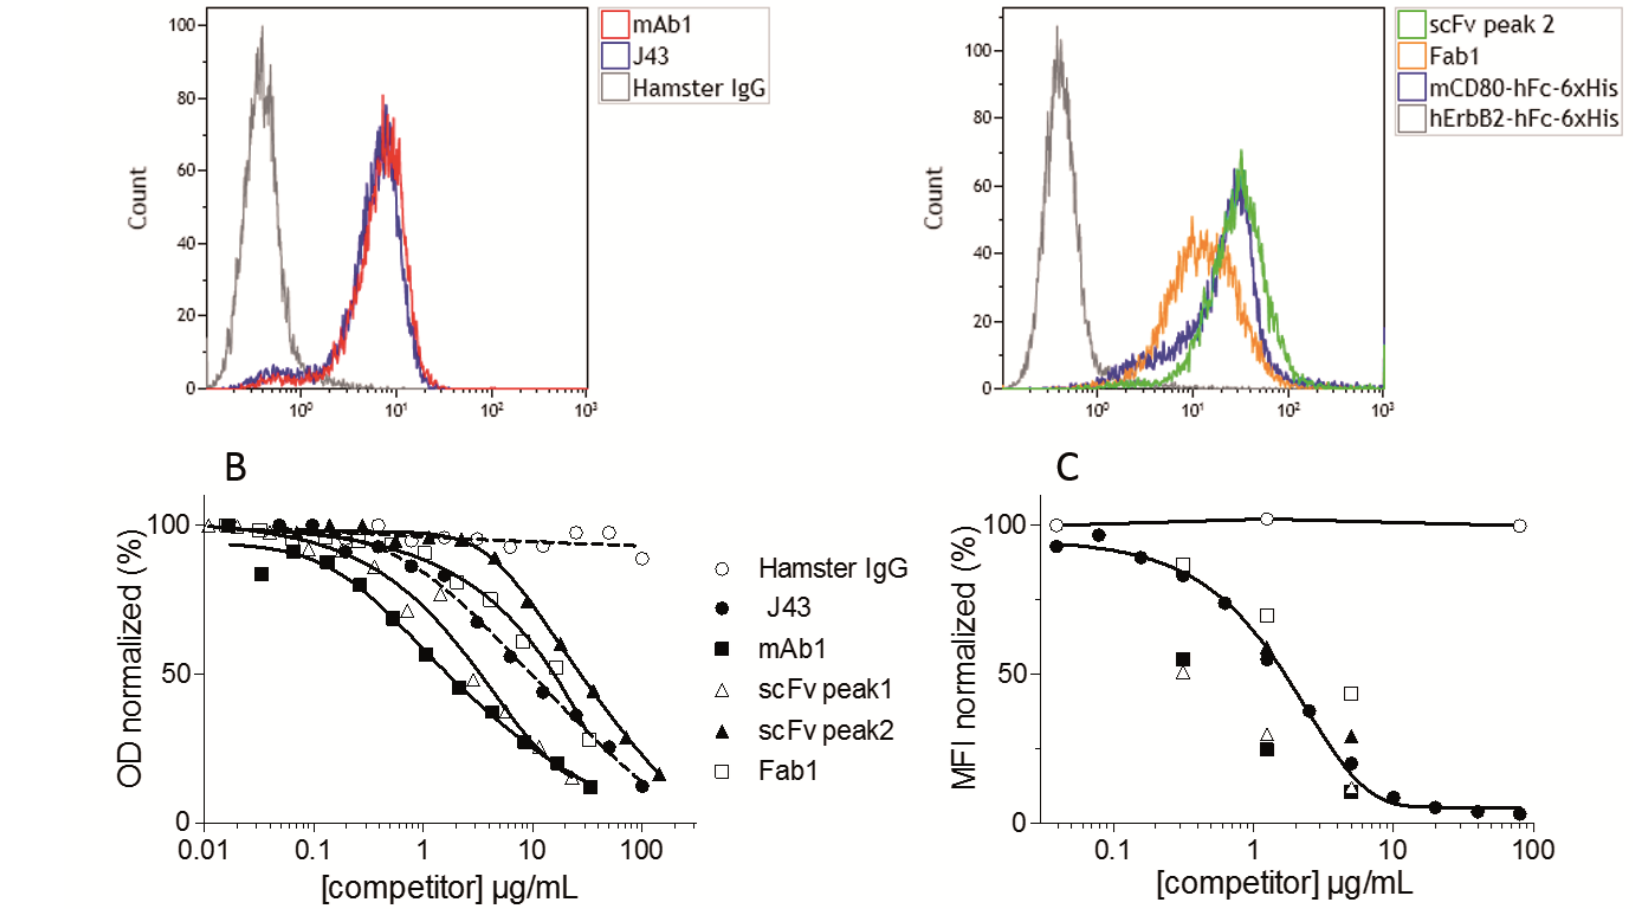 100
80
60
40
20
0
Count
10⁰
10¹
10²
10³
mAb1
J43
Hamster IgG
100
80
60
40
20
0
Count
10⁰
10¹
10²
10³
scFv peak 2
Fab1
mCD80-hFc-6xHis
hErbB2-hFc-6xHis
B
100
50
0
OD normalized (%)
0.01
0.1
1
10
100
[competitor] µg/mL
Hamster IgG
J43
mAb1
scFv peak1
scFv peak2
Fab1
C
100
50
0
MFI normalized (%)
0.1
1
10
100
[competitor] µg/mL